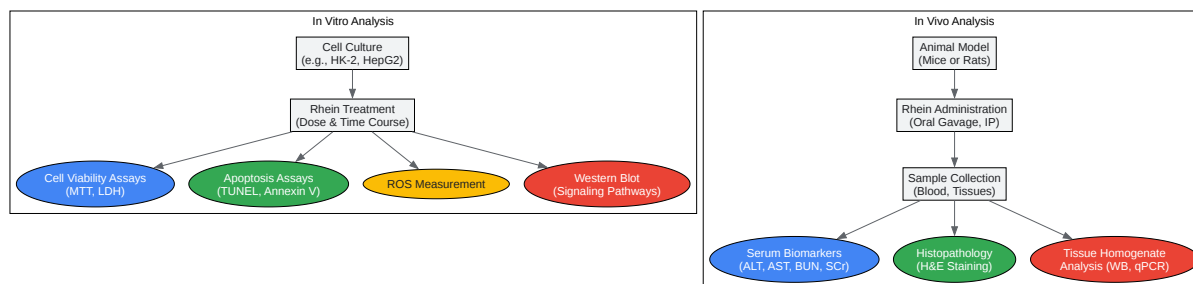 In Vitro Analysis
Cell Culture
(e.g., HK-2, HepG2)
Rhein Treatment
(Dose & Time Course)
Cell Viability Assays
(MTT, LDH)
Apoptosis Assays
(TUNEL, Annexin V)
ROS Measurement
Western Blot
(Signaling Pathways)
In Vivo Analysis
Animal Model
(Mice or Rats)
Rhein Administration
(Oral Gavage, IP)
Sample Collection
(Blood, Tissues)
Serum Biomarkers
(ALT, AST, BUN, SCr)
Histopathology
(H&E Staining)
Tissue Homogenate
Analysis (WB, qPCR)